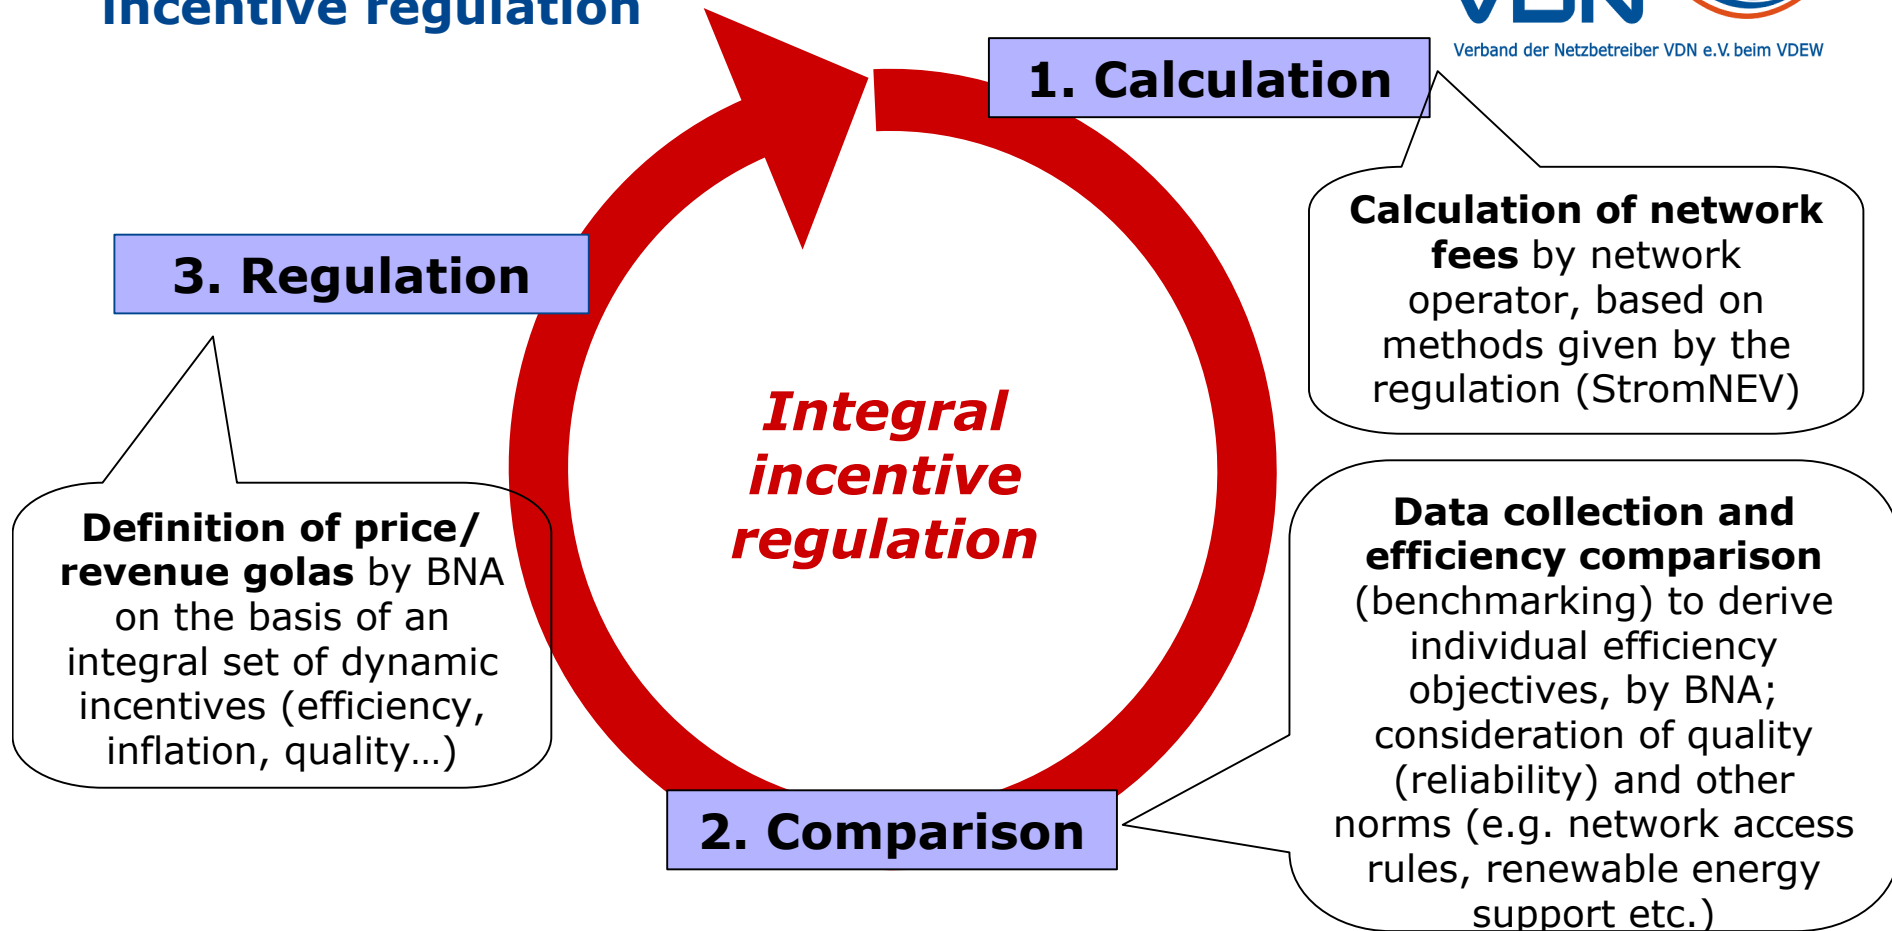 incentive regulation
VDN
Verband der Netzbetreiber VDN e.V. beim VDEW
1. Calculation
Calculation of network
fees by network
operator, based on
methods given by the
regulation (StromNEV)
3. Regulation
Integral
incentive
regulation
Definition of price/
revenue golas by BNA
on the basis of an
integral set of dynamic
incentives (efficiency,
inflation, quality…)
Data collection and
efficiency comparison
(benchmarking) to derive
individual efficiency
objectives, by BNA;
consideration of quality
(reliability) and other
norms (e.g. network access
rules, renewable energy
support etc.)
2. Comparison